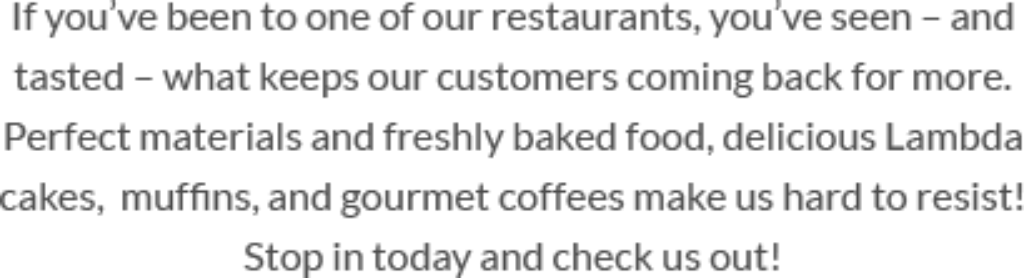 If you've been to one of our restaurants, you've seen – and
tasted – what keeps our customers coming back for more.
Perfect materials and freshly baked food, delicious Lambda
cakes,  muffins, and gourmet coffees make us hard to resist!
Stop in today and check us out!